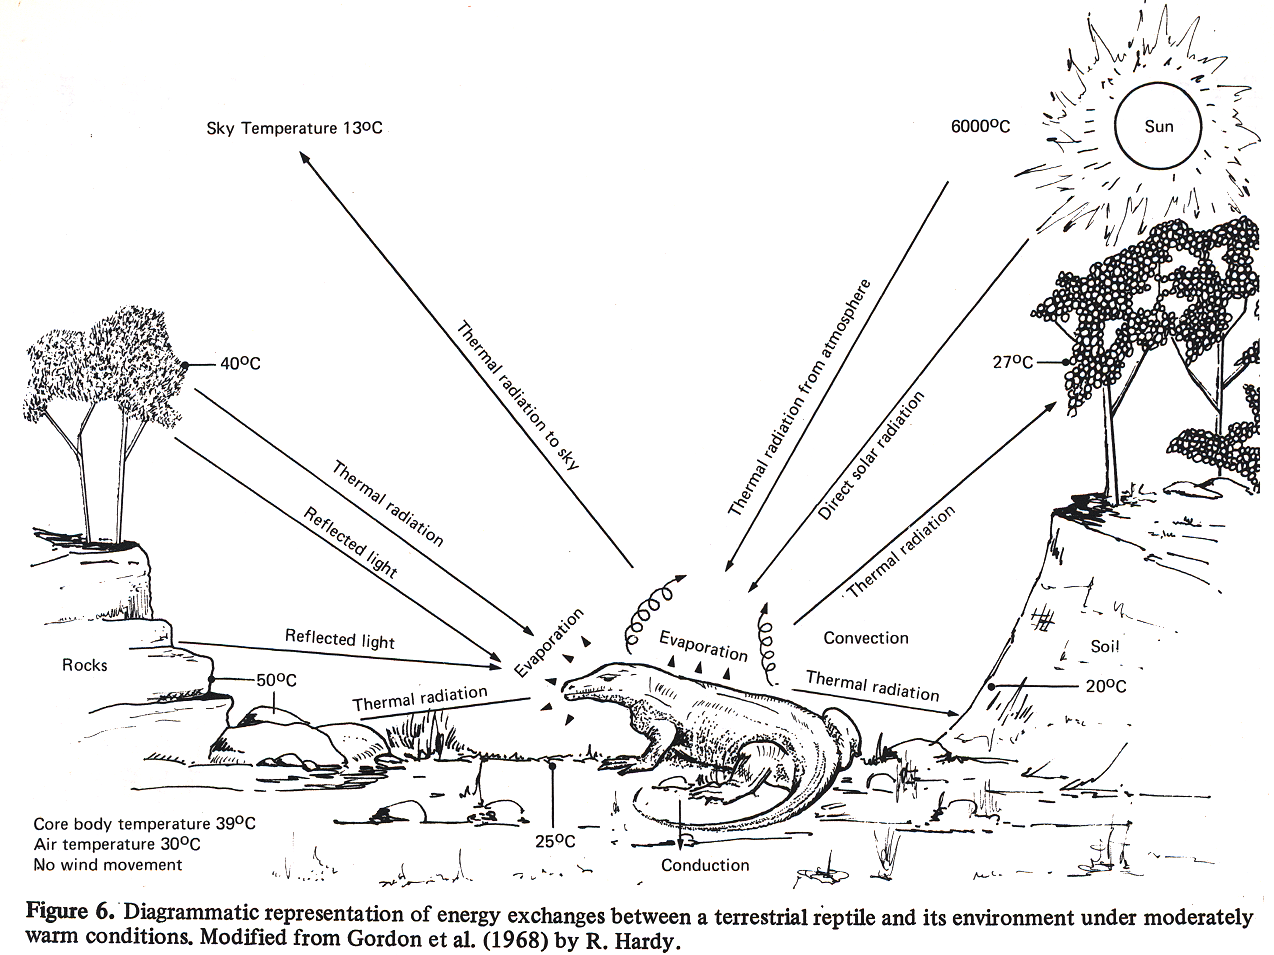 Sky Temperature 13ºC
6000ºC
Sun
40ºC
27ºC
Thermal radiation to sky
Thermal radiation from atmosphere
Direct solar radiation
Thermal radiation
Thermal radiation
Reflected light
Reflected light
Evaporation
Evaporation
Convection
Rocks
Soil
50ºC
Thermal radiation
Thermal radiation
20ºC
Core body temperature 39ºC
Air temperature 30ºC
No wind movement
25ºC
Conduction
Figure 6. Diagrammatic representation of energy exchanges between a terrestrial reptile and its environment under moderately
warm conditions. Modified from Gordon et al. (1968) by R. Hardy.